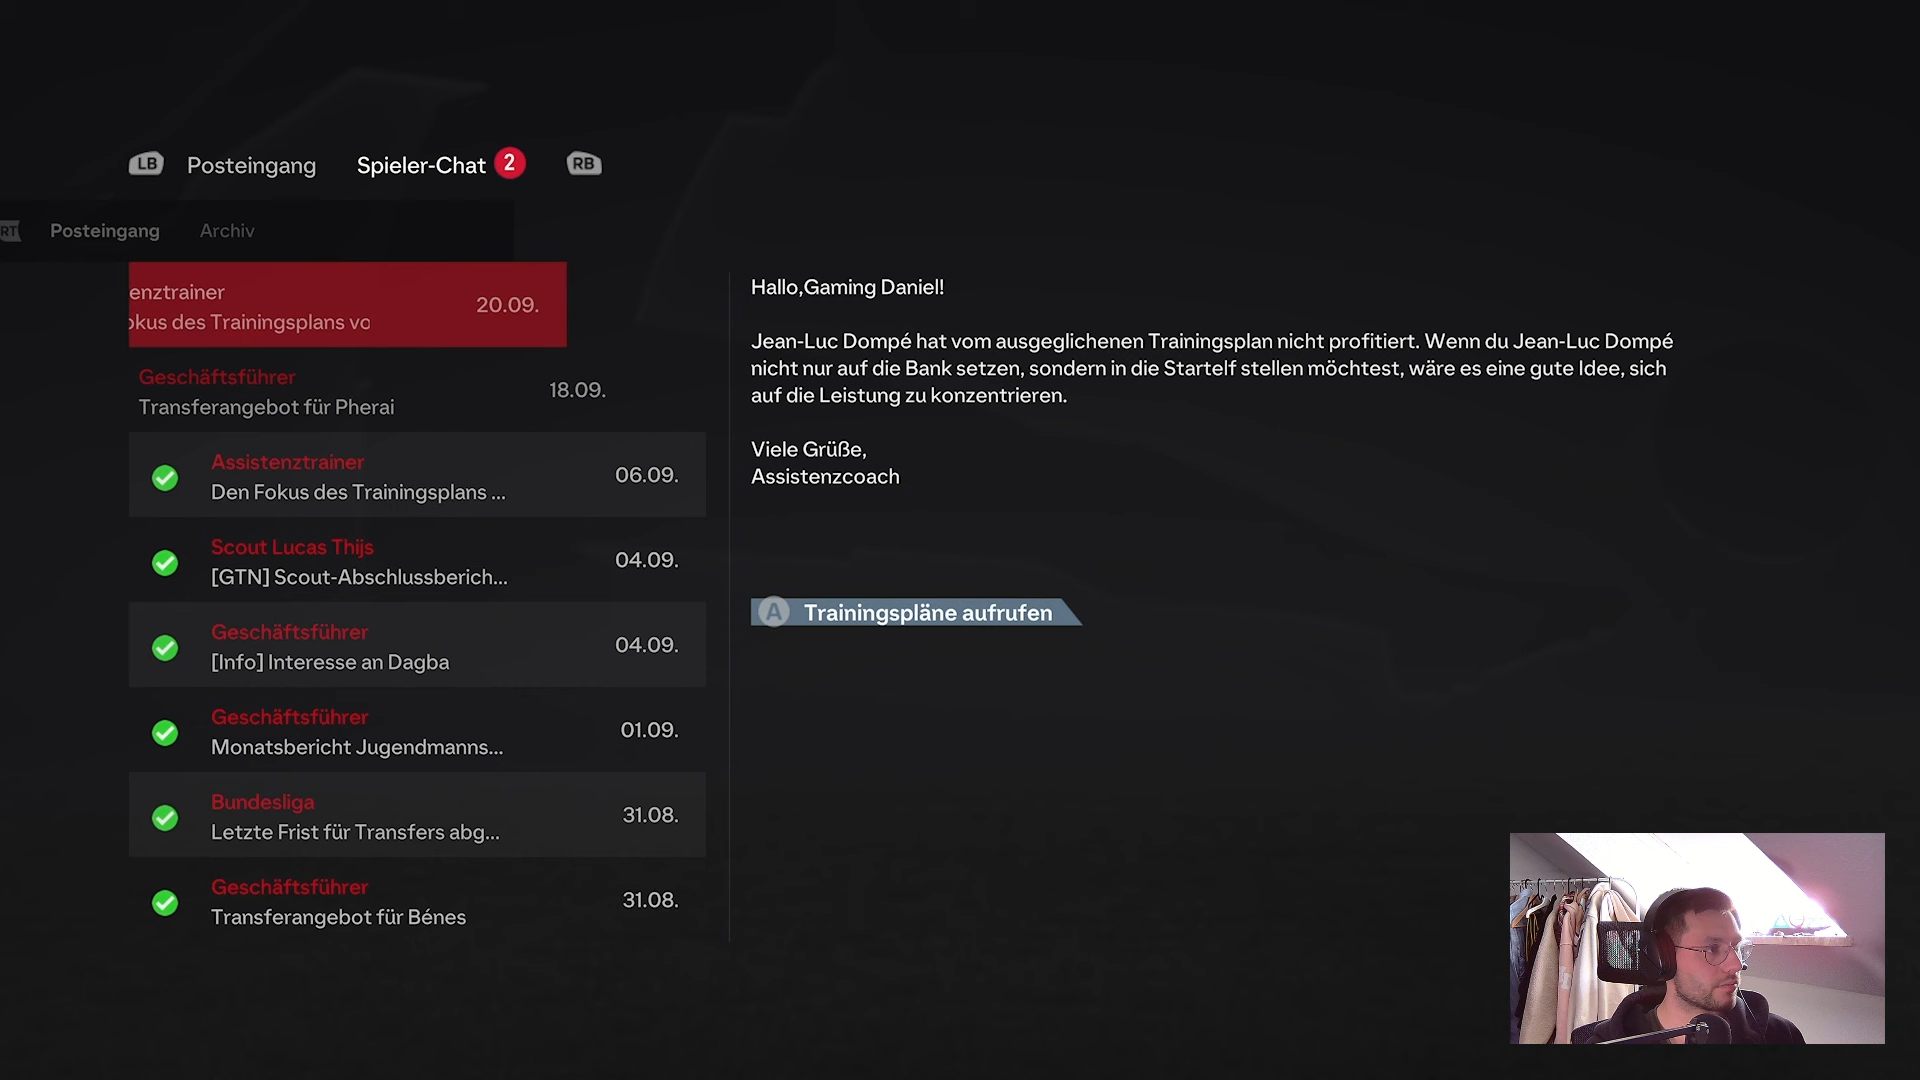 LB Posteingang Spieler-Chat 2 RB
RT Posteingang Archiv
enztrainer
okus des Trainingsplans vo
20.09.
Geschäftsführer
Transferangebot für Pherai
18.09.
Assistenztrainer
Den Fokus des Trainingsplans ...
06.09.
Scout Lucas Thijs
[GTN] Scout-Abschlussberich...
04.09.
Geschäftsführer
[Info] Interesse an Dagba
04.09.
Geschäftsführer
Monatsbericht Jugendmanns...
01.09.
Bundesliga
Letzte Frist für Transfers abg...
31.08.
Geschäftsführer
Transferangebot für Bénes
31.08.
Hallo,Gaming Daniel!
Jean-Luc Dompé hat vom ausgeglichenen Trainingsplan nicht profitiert. Wenn du Jean-Luc Dompé
nicht nur auf die Bank setzen, sondern in die Startelf stellen möchtest, wäre es eine gute Idee, sich
auf die Leistung zu konzentrieren.
Viele Grüße,
Assistenzcoach
A Trainingspläne aufrufen